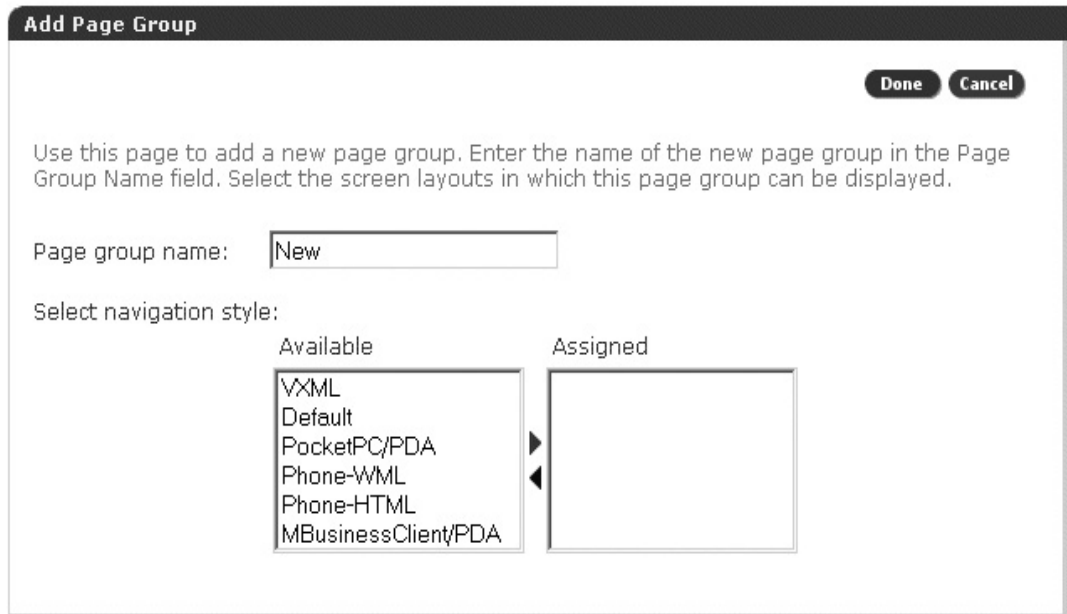 Add Page Group
Done Cancel
Use this page to add a new page group. Enter the name of the new page group in the Page
Group Name field. Select the screen layouts in which this page group can be displayed.
Page group name: New
Select navigation style:
Available Assigned
VXML
Default
PocketPC/PDA
Phone-WML
Phone-HTML
MBusinessClient/PDA